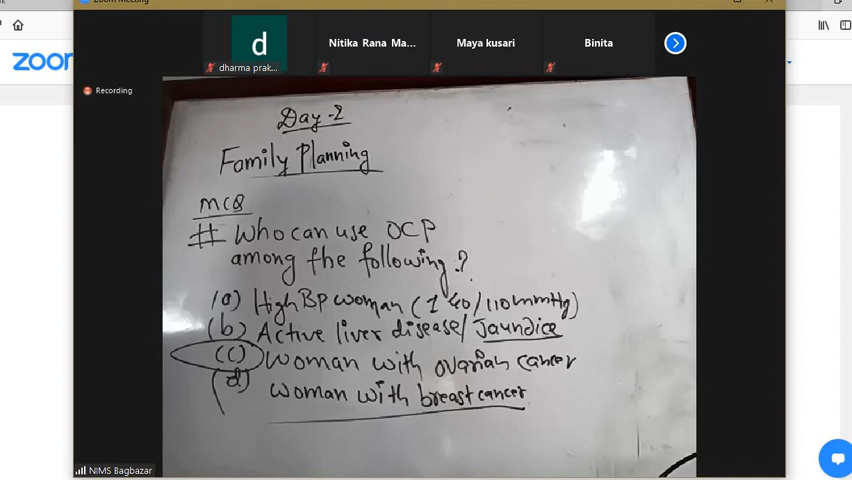 Zoom Meeting
zoom
d
dharma prak...
Nitika Rana Ma...
Maya kusari
Binita
Recording
Day-2
Family Planning
MCQ
# Who can use OCP
among the following?
(a) High BP woman (140/110mmHg)
(b) Active liver disease/Jaundice
(c) woman with ovarian cancer
(d) woman with breast cancer
NIMS Bagbazar